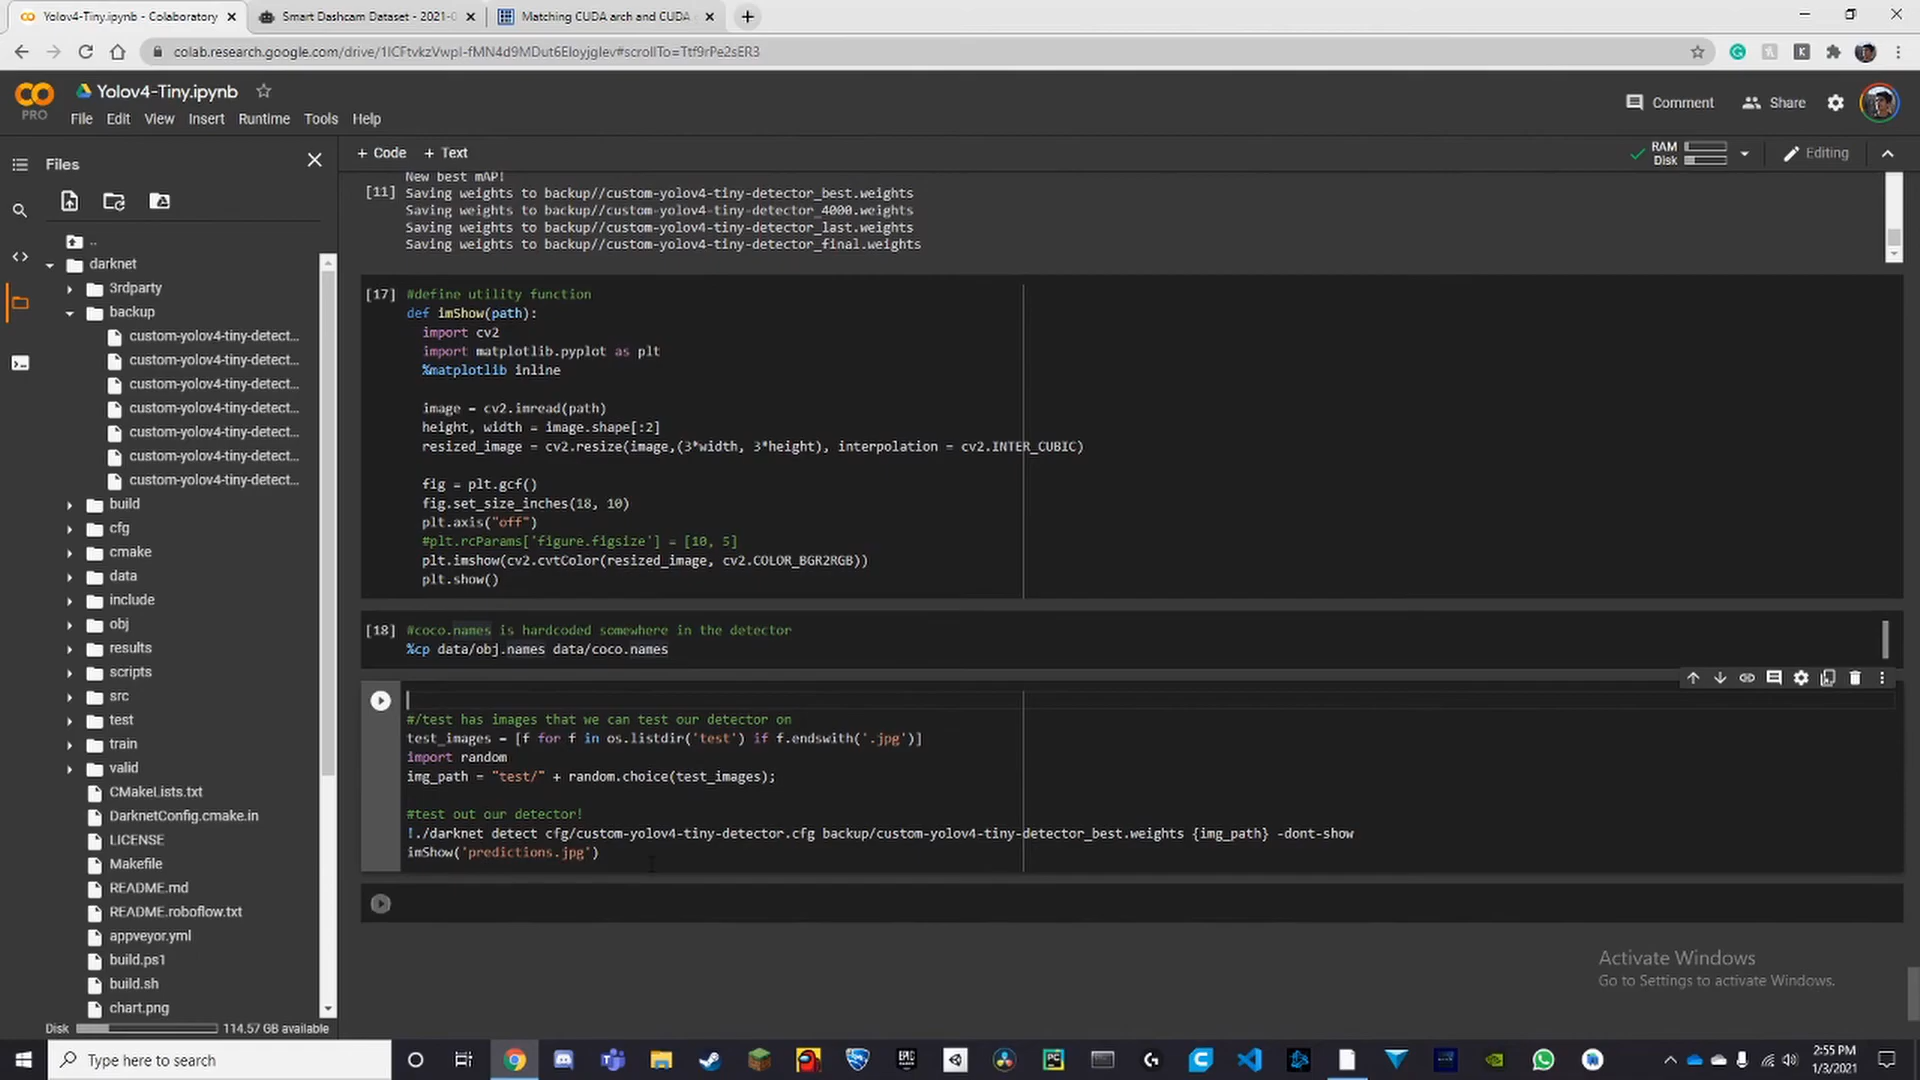 Yolov4-Tiny.ipynb - Colaboratory
Smart Dashcam Dataset - 2021-0
Matching CUDA arch and CUDA
colab.research.google.com/drive/
Yolov4-Tiny.ipynb
PRO
File Edit View Insert Runtime Tools Help
Comment
Share
Files
+ Code + Text
RAM
Disk
Editing
New best mAP!
[11] Saving weights to backup//custom-yolov4-tiny-detector_best.weights
Saving weights to backup//custom-yolov4-tiny-detector_4000.weights
Saving weights to backup//custom-yolov4-tiny-detector_last.weights
Saving weights to backup//custom-yolov4-tiny-detector_final.weights
..
darknet
3rdparty
backup
custom-yolov4-tiny-detect...
custom-yolov4-tiny-detect...
custom-yolov4-tiny-detect...
custom-yolov4-tiny-detect...
custom-yolov4-tiny-detect...
custom-yolov4-tiny-detect...
custom-yolov4-tiny-detect...
build
cfg
cmake
data
include
obj
results
scripts
src
test
train
valid
CMakeLists.txt
DarknetConfig.cmake.in
LICENSE
Makefile
README.md
README.roboflow.txt
appveyor.yml
build.ps1
build.sh
chart.png
Disk 114.57 GB available
[17] #define utility function
def imShow(path):
import cv2
import matplotlib.pyplot as plt
%matplotlib inline
image = cv2.imread(path)
height, width = image.shape[:2]
resized_image = cv2.resize(image,(3*width, 3*height), interpolation = cv2.INTER_CUBIC)
fig = plt.gcf()
fig.set_size_inches(18, 10)
plt.axis("off")
#plt.rcParams['figure.figsize'] = [10, 5]
plt.imshow(cv2.cvtColor(resized_image, cv2.COLOR_BGR2RGB))
plt.show()
[18] #coco.names is hardcoded somewhere in the detector
%cp data/obj.names data/coco.names
#/test has images that we can test our detector on
test_images = [f for f in os.listdir('test') if f.endswith('.jpg')]
import random
img_path = "test/" + random.choice(test_images);
#test out our detector!
!./darknet detect cfg/custom-yolov4-tiny-detector.cfg backup/custom-yolov4-tiny-detector_best.weights {img_path} -dont-show
imShow('predictions.jpg')
Activate Windows
Go to Settings to activate Windows.
Type here to search
2:55 PM
1/3/2021